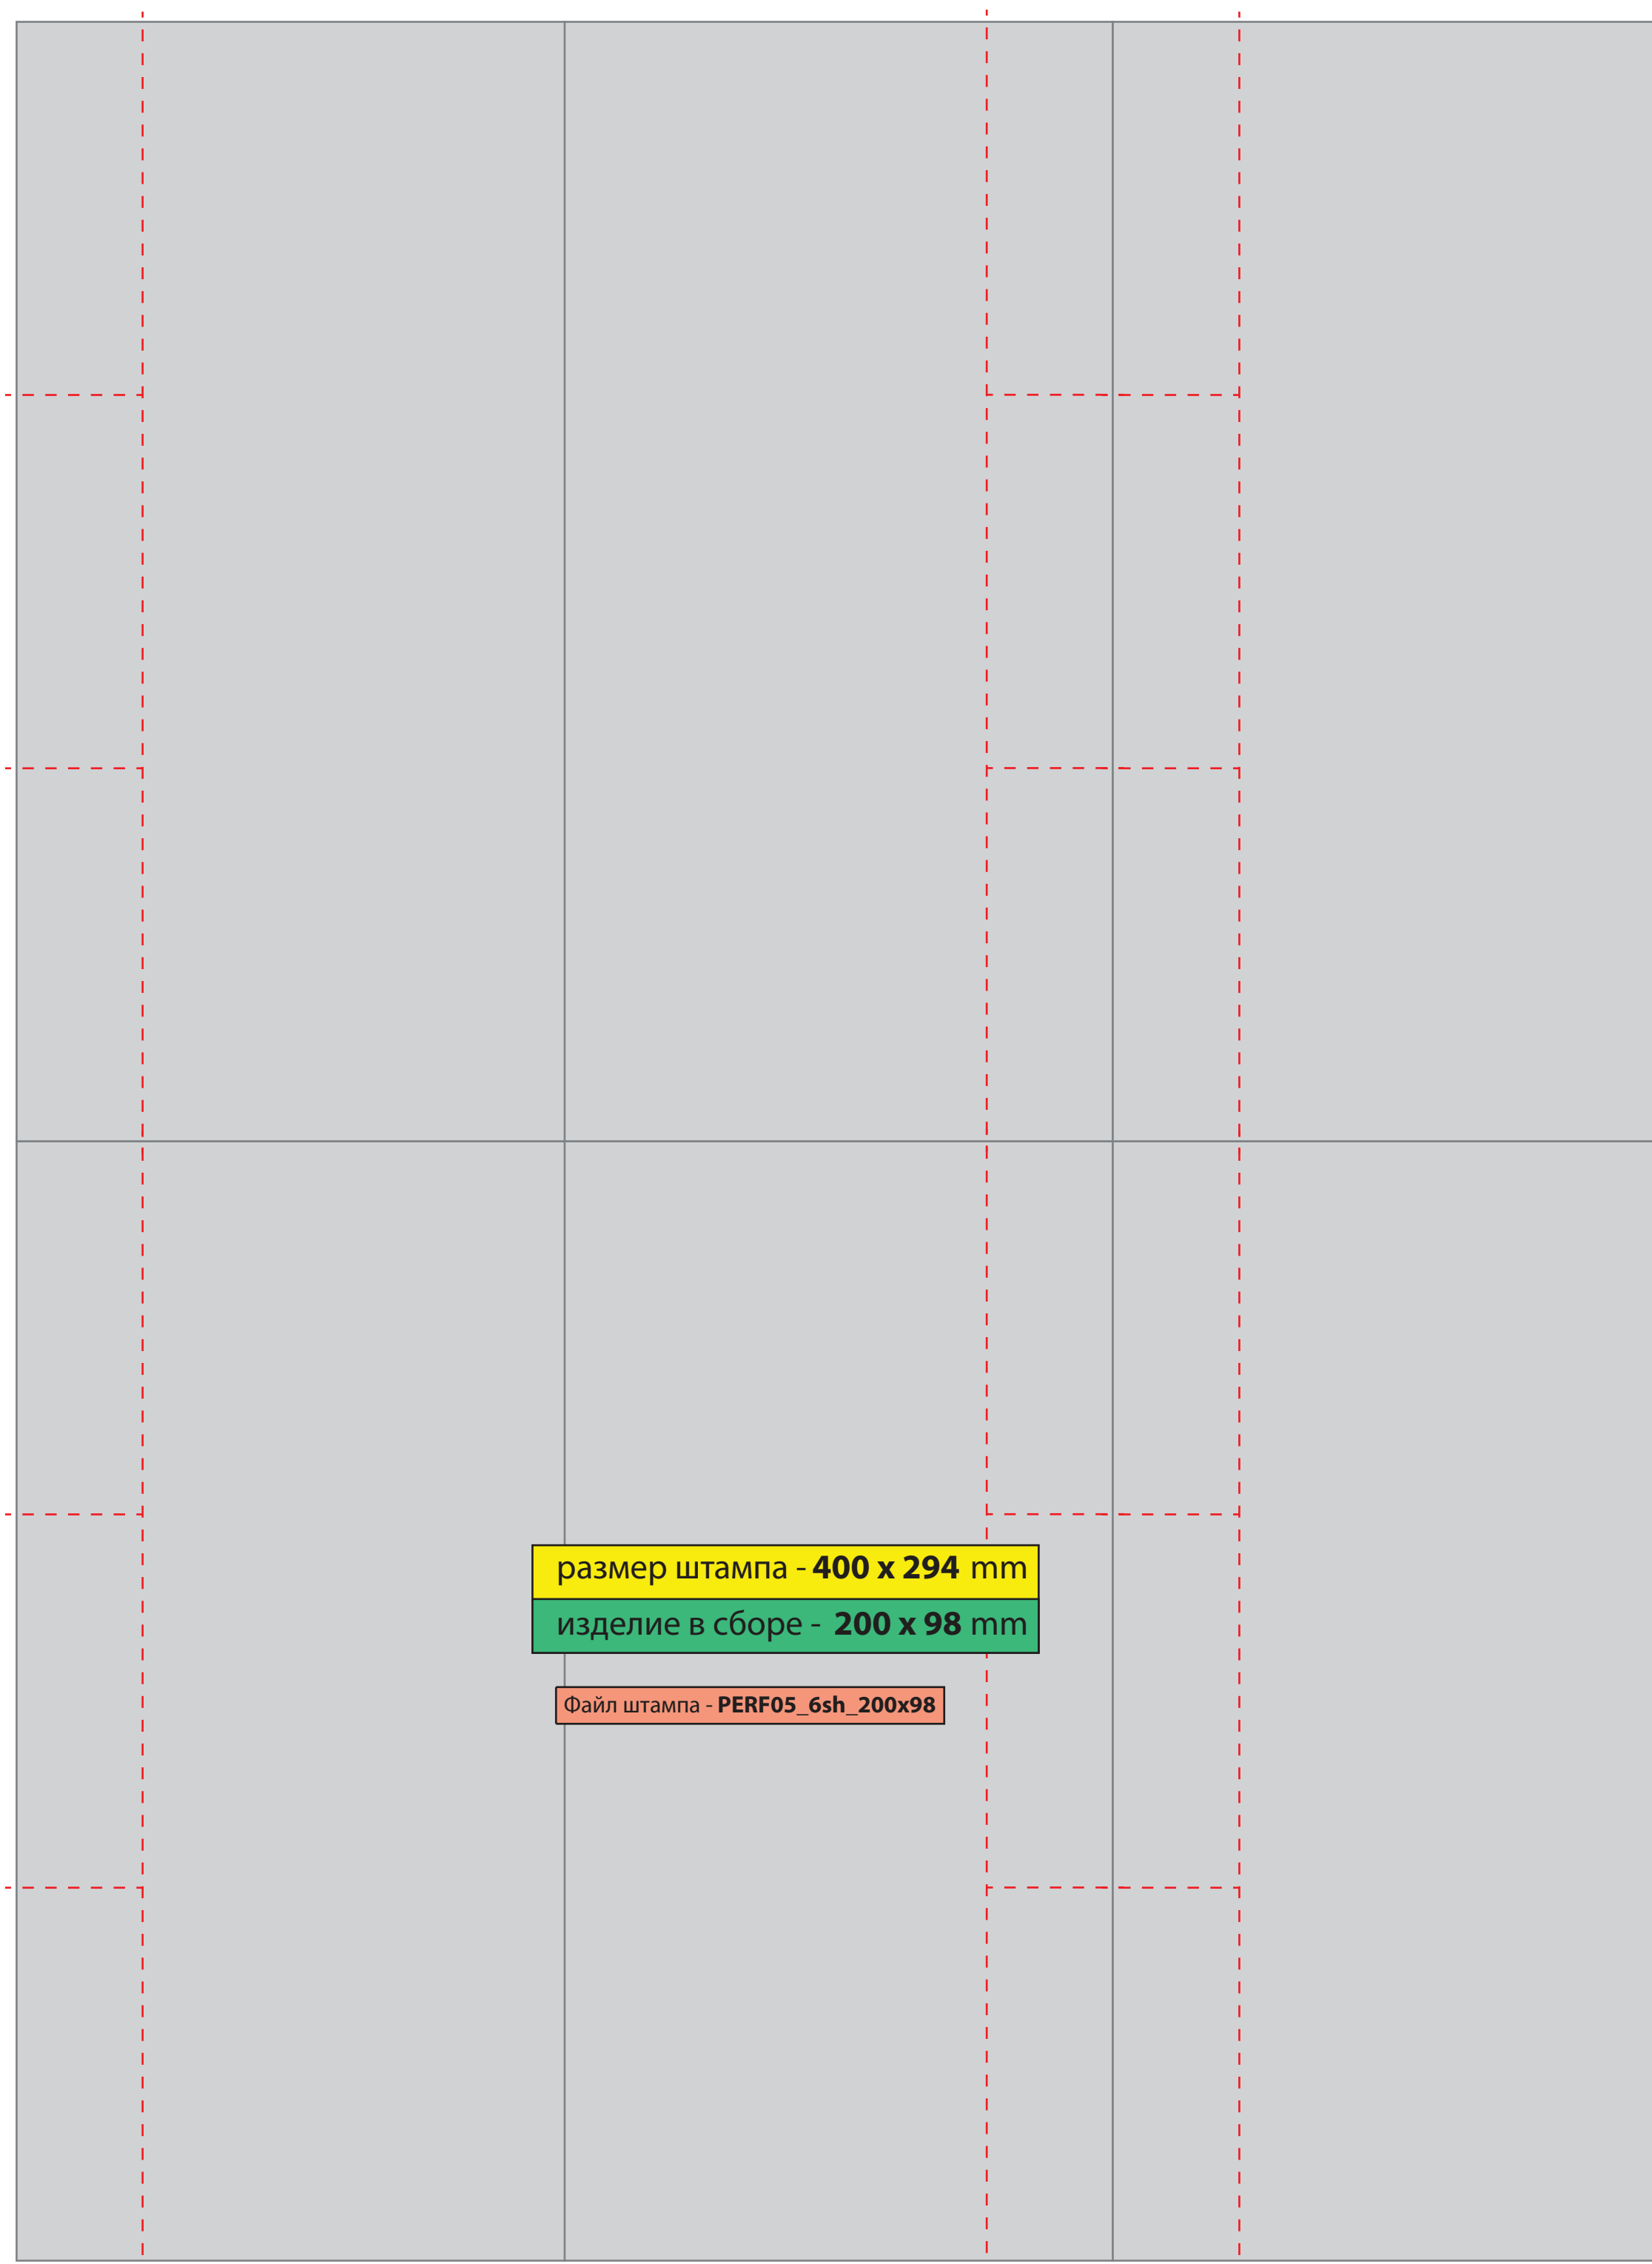 размер штампа - 400 x 294 mm
изделие в сборе - 200 x 98 mm
Файл штампа - PERF05_6sh_200x98